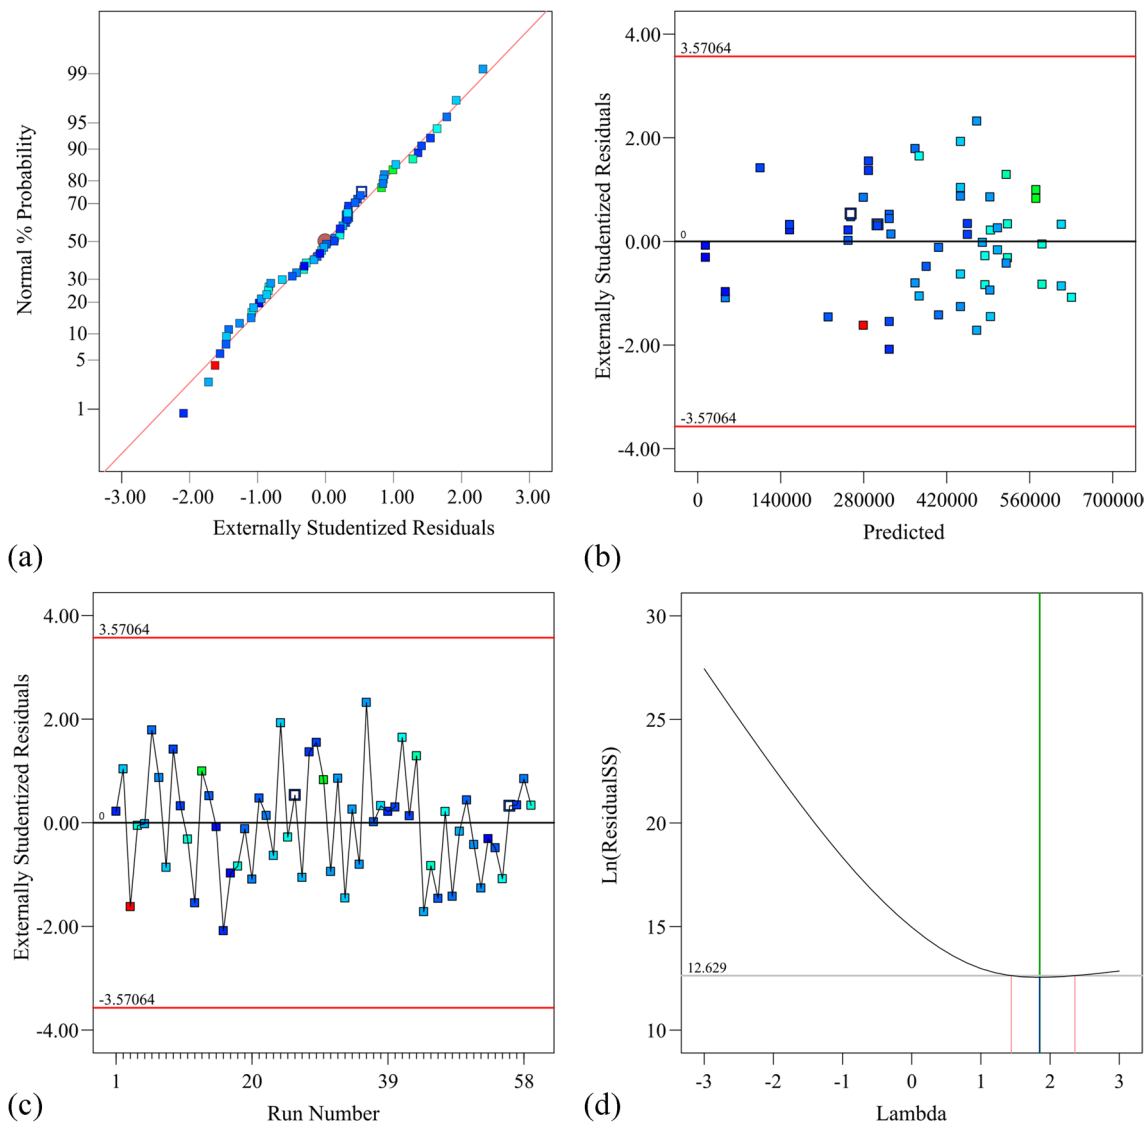 99
95
90
80
70
50
30
20
10
5
1
Normal % Probability
-3.00 -2.00 -1.00 0.00 1.00 2.00 3.00
Externally Studentized Residuals
(a)
4.00
3.57064
2.00
0
0.00
-2.00
-3.57064
-4.00
Externally Studentized Residuals
0 140000 280000 420000 560000 700000
Predicted
(b)
4.00
3.57064
2.00
0
0.00
-2.00
-3.57064
-4.00
Externally Studentized Residuals
1 20 39 58
Run Number
(c)
30
25
20
15
12.629
10
Ln(ResidualSS)
-3 -2 -1 0 1 2 3
Lambda
(d)